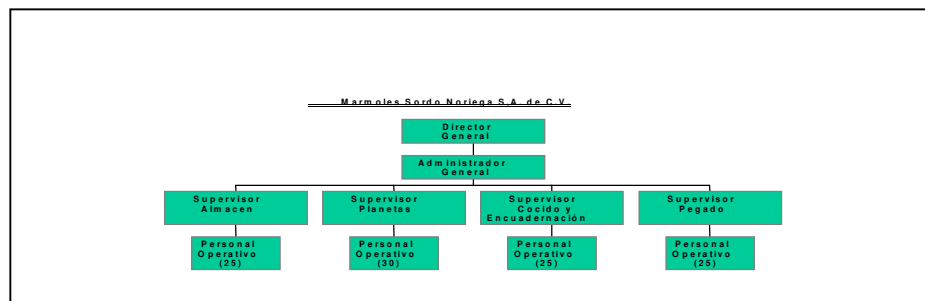 Marmoles Sordo Noriega S,A. de C.V.
Director
General
Administrador
General
Supervisor
Almacen
Supervisor
Planetas
Supervisor
Cocido y
Encuadernación
Supervisor
Pegado
Personal
Operativo
(25)
Personal
Operativo
(30)
Personal
Operativo
(25)
Personal
Operativo
(25)